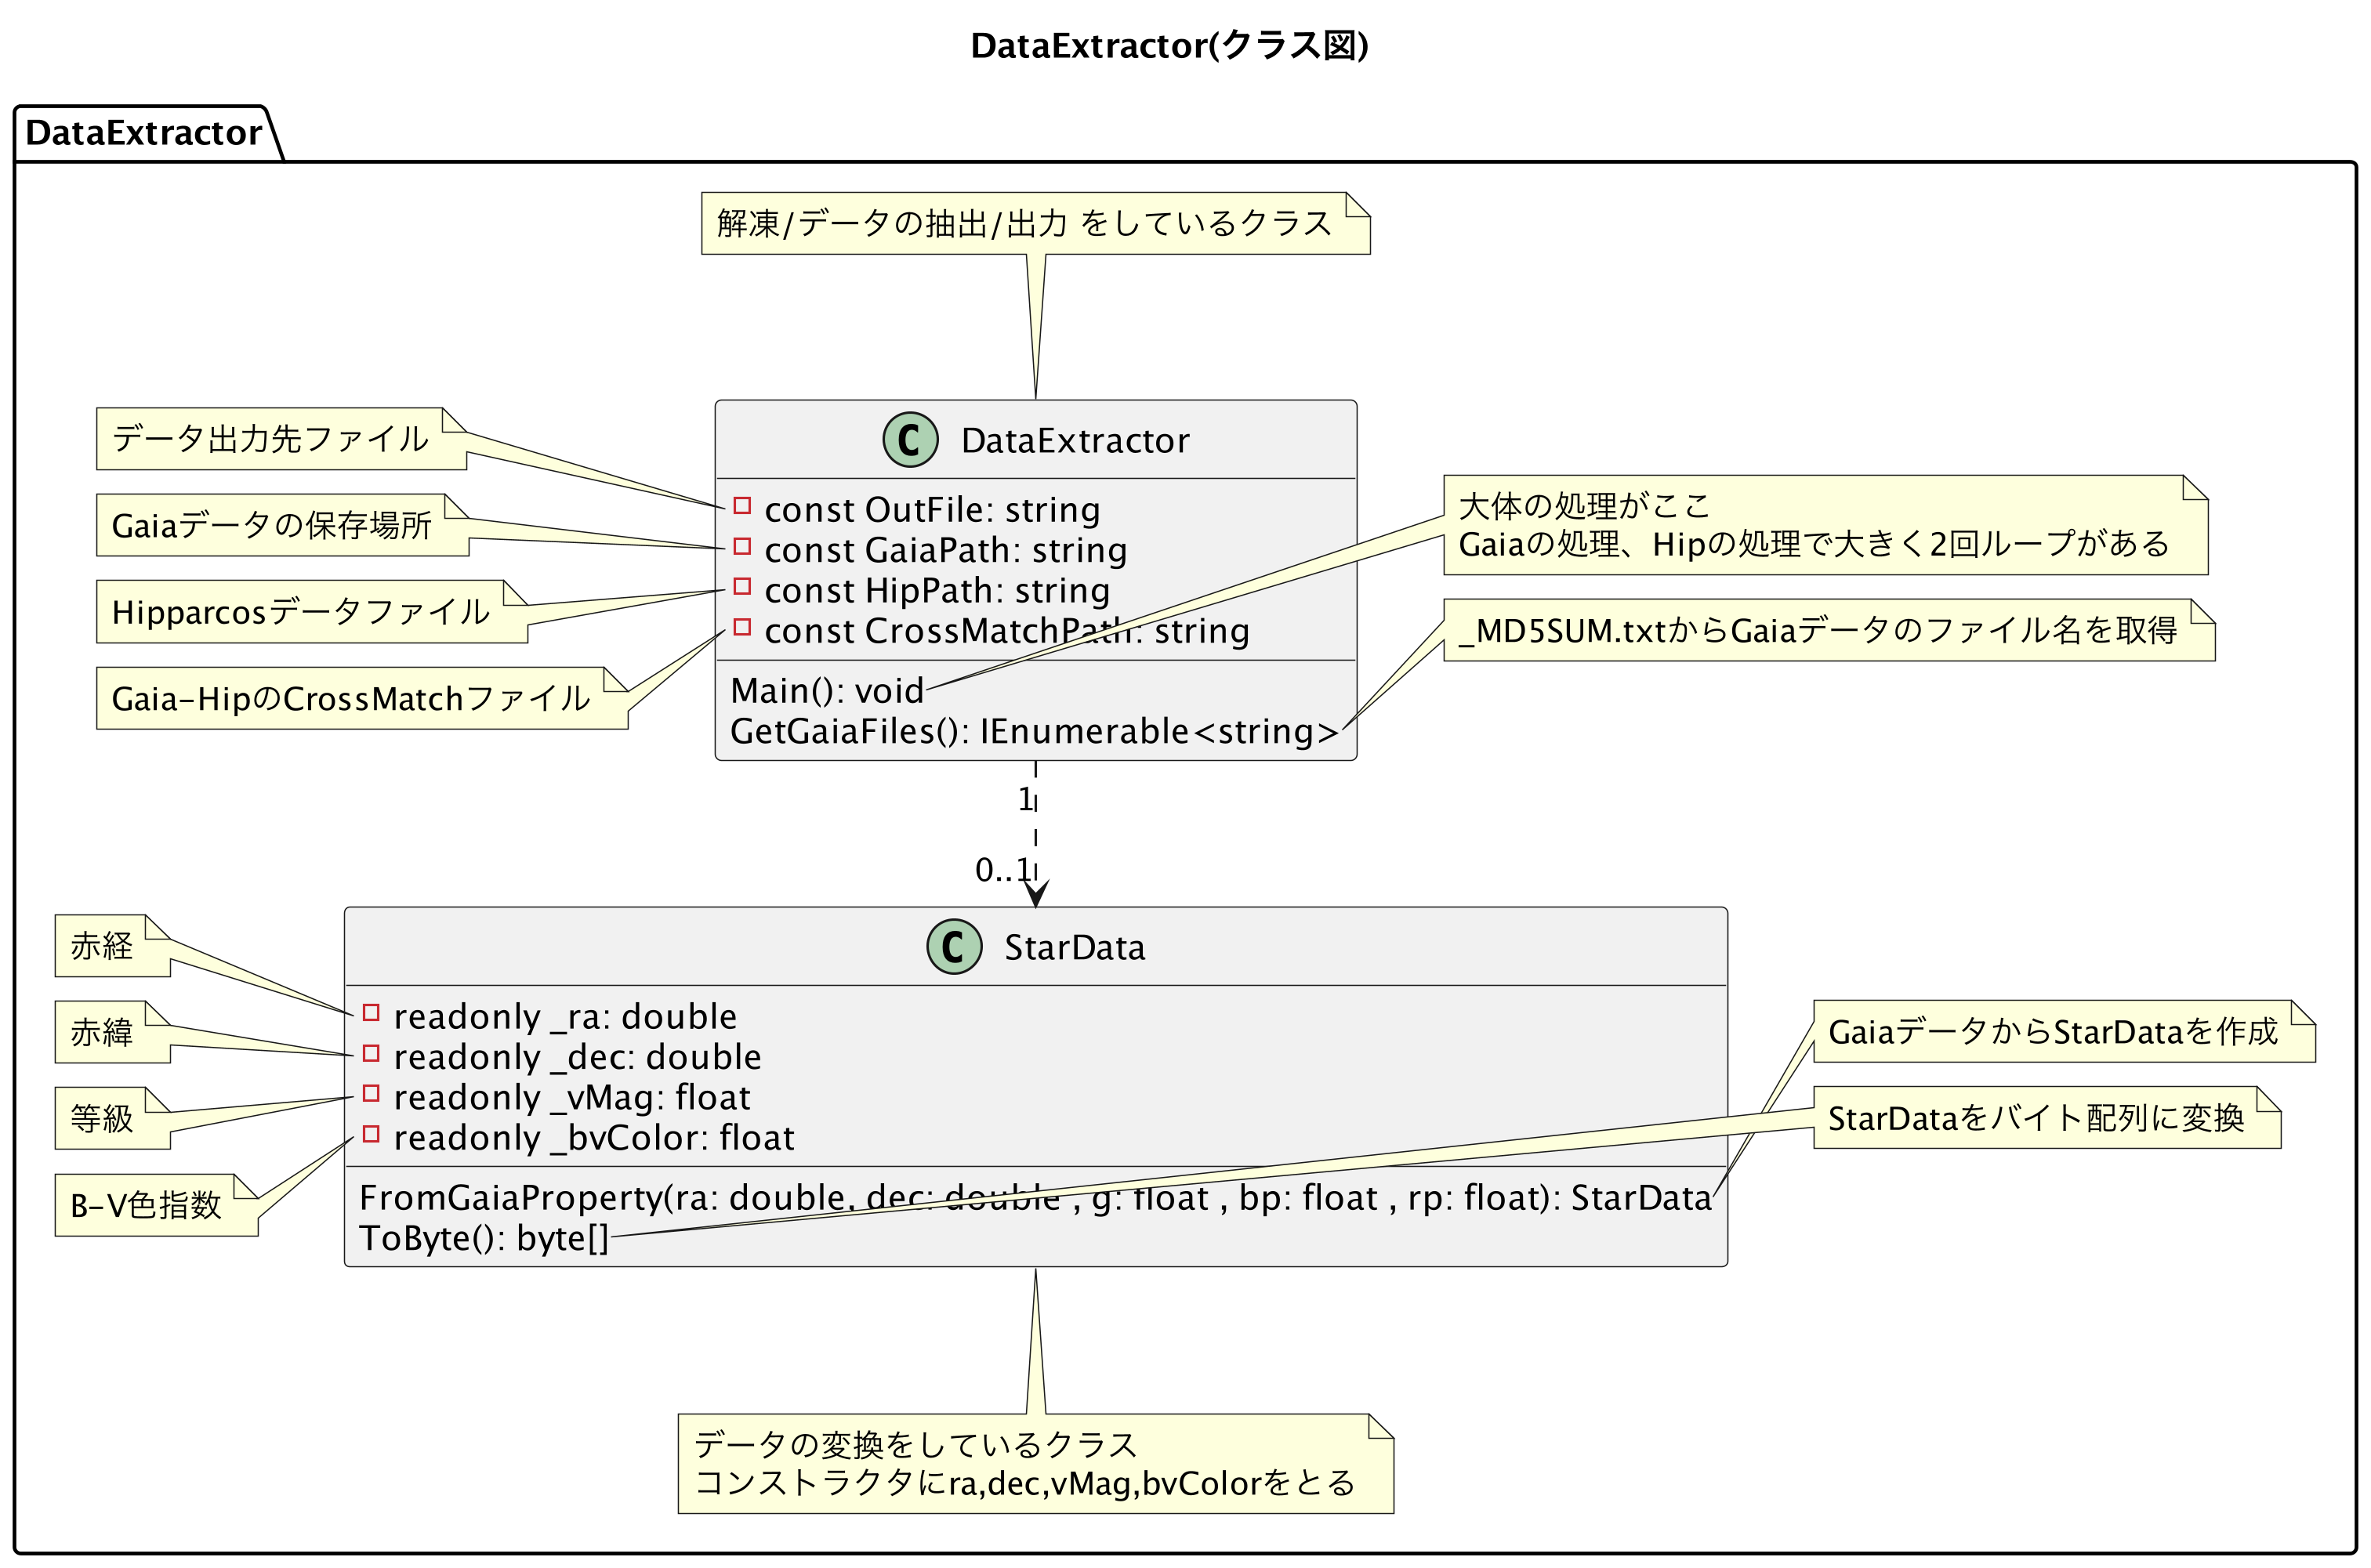 DataExtractor(クラス図)
DataExtractor
解凍/データの抽出/出力 をしているクラス
データ出力先ファイル
Gaiaデータの保存場所
Hipparcosデータファイル
Gaia-HipのCrossMatchファイル
C DataExtractor
const OutFile: string
const GaiaPath: string
const HipPath: string
const CrossMatchPath: string
Main(): void
GetGaiaFiles(): IEnumerable<string>
大体の処理がここ
Gaiaの処理、Hipの処理で大きく2回ループがある
_MD5SUM.txtからGaiaデータのファイル名を取得
1
0..1
赤経
赤緯
等級
B-V色指数
C StarData
readonly _ra: double
readonly _dec: double
readonly _vMag: float
readonly _bvColor: float
FromGaiaProperty(ra: double, dec: double , g: float , bp: float , rp: float): StarData
ToByte(): byte[]
GaiaデータからStarDataを作成
StarDataをバイト配列に変換
データの変換をしているクラス
コンストラクタにra,dec,vMag,bvColorをとる